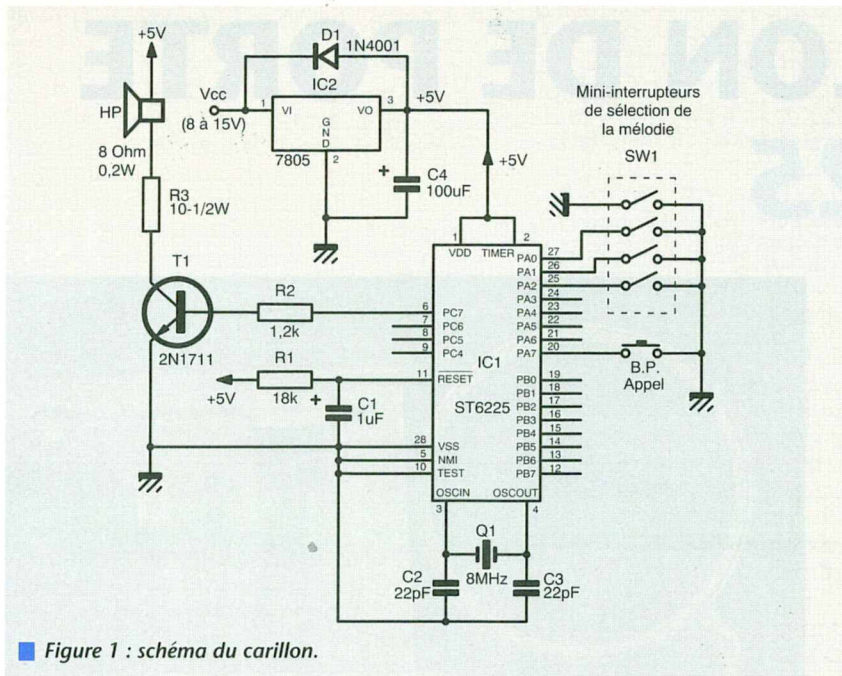 LON DE PORTE
+5V
D1
1N4001
IC2
HP
Vcc
(8 à 15V)
1
VI
VO
3
+5V
GND
2
7805
C4
100uF
+
+5V
8 Ohm
0,2W
R3
10-1/2W
Mini-interrupteurs
de sélection de
la mélodie
SW1
T1
2N1711
R2
1,2k
R1
18k
+5V
+
C1
1uF
1
2
VDD
TIMER
6
PC7
7
PC6
8
PC5
9
PC4
11
RESET
28
VSS
5
NMI
10
TEST
IC1
ST6225
27
PA0
26
PA1
25
PA2
24
PA3
23
PA4
22
PA5
21
PA6
20
PA7
19
PB0
18
PB1
17
PB2
16
PB3
15
PB4
14
PB5
13
PB6
12
PB7
B.P.
Appel
OSCIN
OSCOUT
3
4
Q1
8MHz
C2
22pF
C3
22pF
Figure 1 : schéma du carillon.